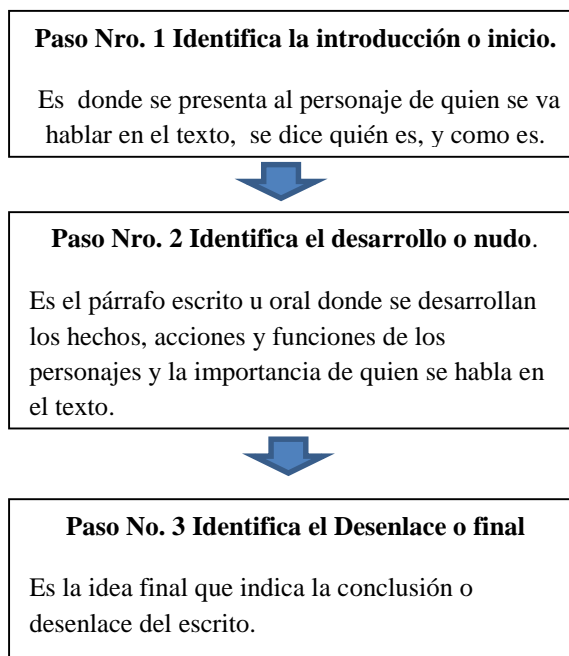 Paso Nro. 1 Identifica la introducción o inicio.
Es donde se presenta al personaje de quien se va
hablar en el texto, se dice quién es, y como es.
Paso Nro. 2 Identifica el desarrollo o nudo.
Es el párrafo escrito u oral donde se desarrollan
los hechos, acciones y funciones de los
personajes y la importancia de quien se habla en
el texto.
Paso No. 3 Identifica el Desenlace o final
Es la idea final que indica la conclusión o
desenlace del escrito.